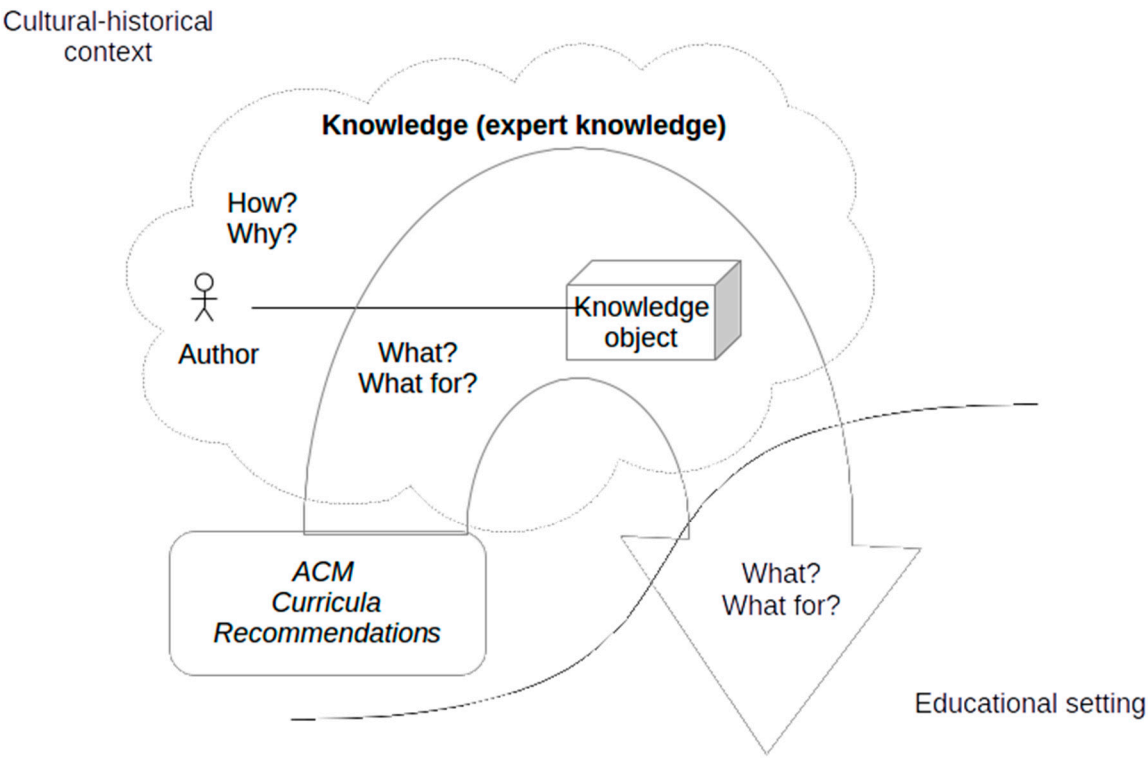 Cultural-historical
context
Knowledge (expert knowledge)
How?
Why?
Author
Knowledge
object
What?
What for?
ACM
Curricula
Recommendations
What?
What for?
Educational setting